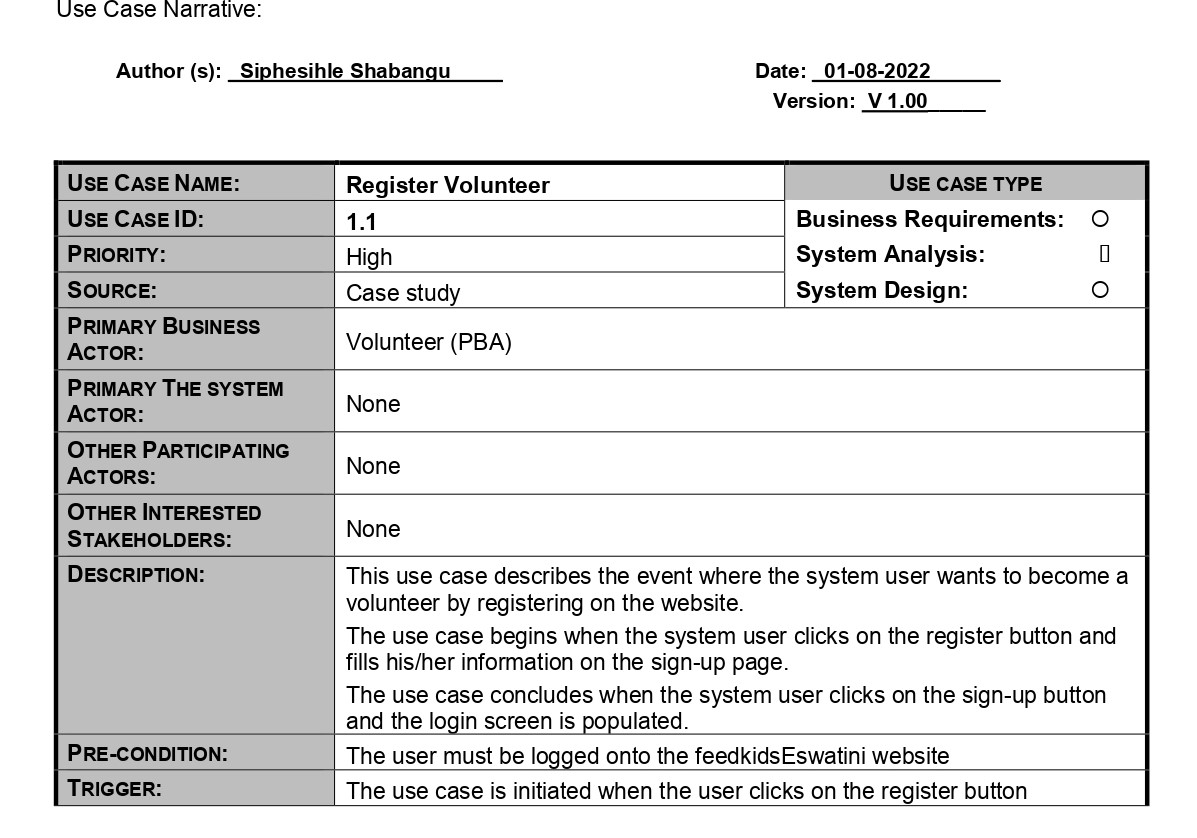 Use Case Narrative:
Author (s): Siphesihle Shabangu
Date: 01-08-2022
Version: V 1.00
USE CASE NAME: Register Volunteer
USE CASE TYPE
USE CASE ID: 1.1
Business Requirements: ○
PRIORITY: High
System Analysis: ▯
SOURCE: Case study
System Design: ○
PRIMARY BUSINESS
ACTOR:
Volunteer (PBA)
PRIMARY THE SYSTEM
ACTOR:
None
OTHER PARTICIPATING
ACTORS:
None
OTHER INTERESTED
STAKEHOLDERS:
None
DESCRIPTION:
This use case describes the event where the system user wants to become a
volunteer by registering on the website.
The use case begins when the system user clicks on the register button and
fills his/her information on the sign-up page.
The use case concludes when the system user clicks on the sign-up button
and the login screen is populated.
PRE-CONDITION: The user must be logged onto the feedkidsEswatini website
TRIGGER: The use case is initiated when the user clicks on the register button